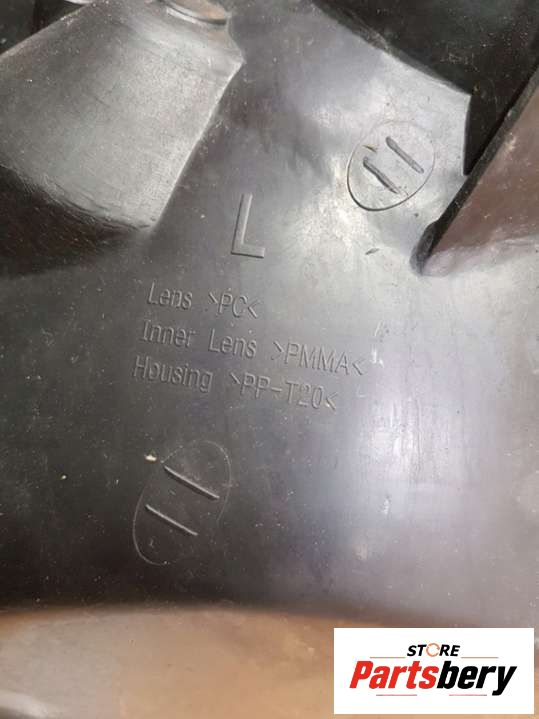 L
Lens >PC<
Inner Lens >PMMA<
Housing >PP-T20<
STORE
Partsbery